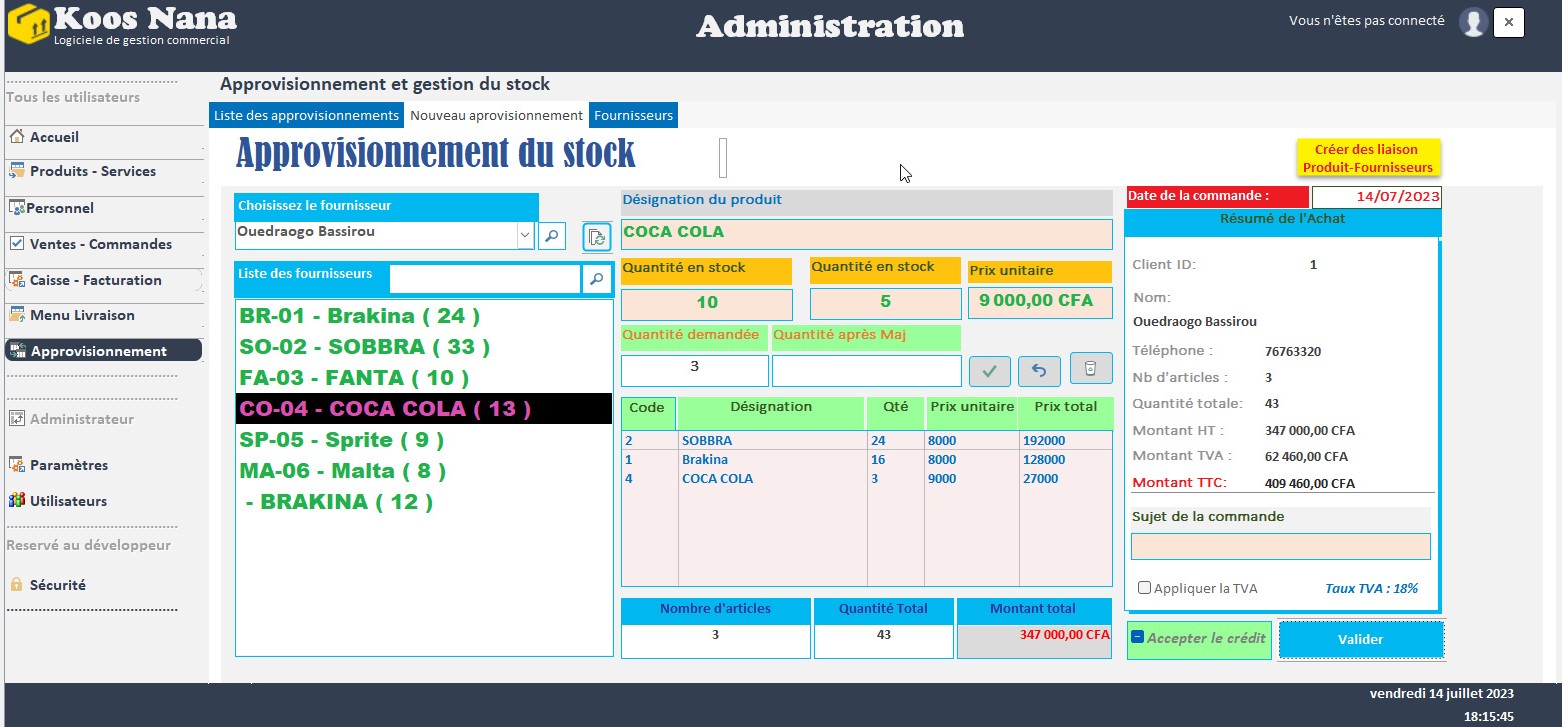 Koos Nana
Logiciele de gestion commercial
Administration
Vous n'êtes pas connecté
Tous les utilisateurs
Accueil
Produits - Services
Personnel
Ventes - Commandes
Caisse - Facturation
Menu Livraison
Approvisionnement
Administrateur
Paramètres
Utilisateurs
Reservé au développeur
Sécurité
Approvisionnement et gestion du stock
Liste des approvisionnements Nouveau aprovisionnement Fournisseurs
Approvisionnement du stock
Créer des liaison
Produit-Fournisseurs
Choisissez le fournisseur
Ouedraogo Bassirou
Liste des fournisseurs
BR-01 - Brakina ( 24 )
SO-02 - SOBBRA ( 33 )
FA-03 - FANTA ( 10 )
CO-04 - COCA COLA ( 13 )
SP-05 - Sprite ( 9 )
MA-06 - Malta ( 8 )
- BRAKINA ( 12 )
Désignation du produit
COCA COLA
Quantité en stock Quantité en stock Prix unitaire
10 5 9 000,00 CFA
Quantité demandée Quantité après Maj
3
Code Désignation Qté Prix unitaire Prix total
2 SOBBRA 24 8000 192000
1 Brakina 16 8000 128000
4 COCA COLA 3 9000 27000
Nombre d'articles Quantité Total Montant total
3 43 347 000,00 CFA
Date de la commande : 14/07/2023
Résumé de l'Achat
Client ID: 1
Nom:
Ouedraogo Bassirou
Téléphone : 76763320
Nb d'articles : 3
Quantité totale: 43
Montant HT : 347 000,00 CFA
Montant TVA : 62 460,00 CFA
Montant TTC: 409 460,00 CFA
Sujet de la commande
Appliquer la TVA Taux TVA : 18%
Accepter le crédit Valider
vendredi 14 juillet 2023
18:15:45